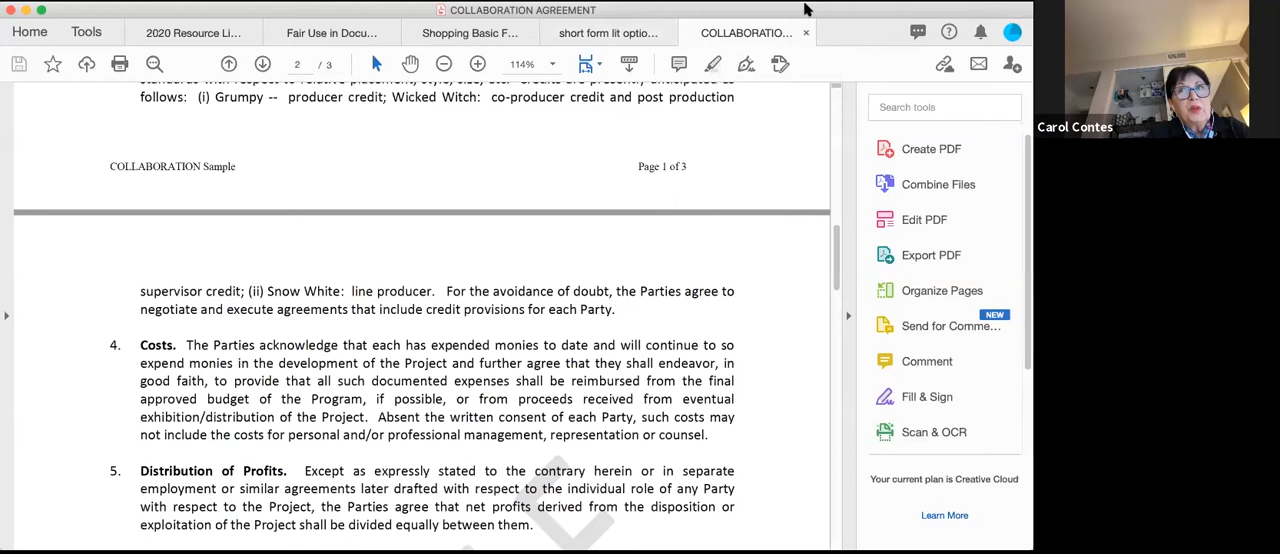 COLLABORATION AGREEMENT
Home
Tools
2020 Resource Li...
Fair Use in Docu...
Shopping Basic F...
short form lit optio...
COLLABORATIO...
2 / 3
114%
follows: (i) Grumpy -- producer credit; Wicked Witch: co-producer credit and post production
COLLABORATION Sample
Page 1 of 3
supervisor credit; (ii) Snow White: line producer. For the avoidance of doubt, the Parties agree to
negotiate and execute agreements that include credit provisions for each Party.
4. Costs. The Parties acknowledge that each has expended monies to date and will continue to so
expend monies in the development of the Project and further agree that they shall endeavor, in
good faith, to provide that all such documented expenses shall be reimbursed from the final
approved budget of the Program, if possible, or from proceeds received from eventual
exhibition/distribution of the Project. Absent the written consent of each Party, such costs may
not include the costs for personal and/or professional management, representation or counsel.
5. Distribution of Profits. Except as expressly stated to the contrary herein or in separate
employment or similar agreements later drafted with respect to the individual role of any Party
with respect to the Project, the Parties agree that net profits derived from the disposition or
exploitation of the Project shall be divided equally between them.
Search tools
Create PDF
Combine Files
Edit PDF
Export PDF
Organize Pages
NEW
Send for Comme...
Comment
Fill & Sign
Scan & OCR
Your current plan is Creative Cloud
Learn More
Carol Contes